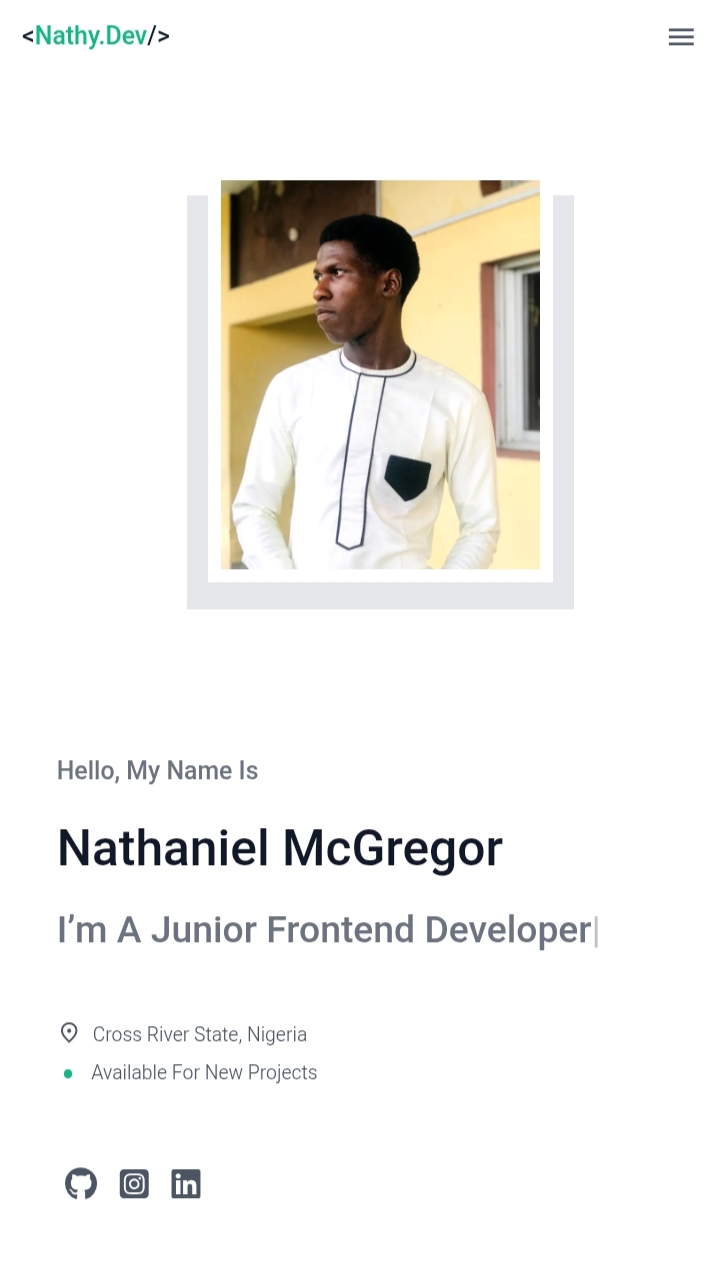 <Nathy.Dev/>
Hello, My Name Is
Nathaniel McGregor
I’m A Junior Frontend Developer|
Cross River State, Nigeria
Available For New Projects
in